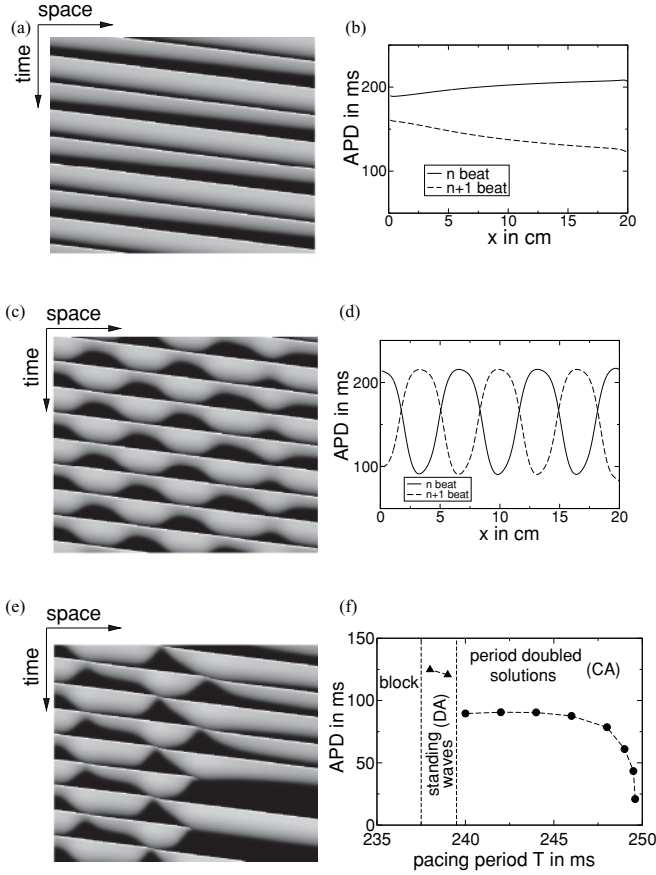 (a)
space
time
(b)
APD in ms
200
150
100
n beat
n+1 beat
0
5
10
15
20
x in cm
(c)
space
time
(d)
APD in ms
200
100
n beat
n+1 beat
0
5
10
15
20
x in cm
(e)
space
time
(f)
APD in ms
150
100
50
0
block
standing
waves
(DA)
period doubled
solutions
(CA)
235
240
245
250
pacing period T in ms